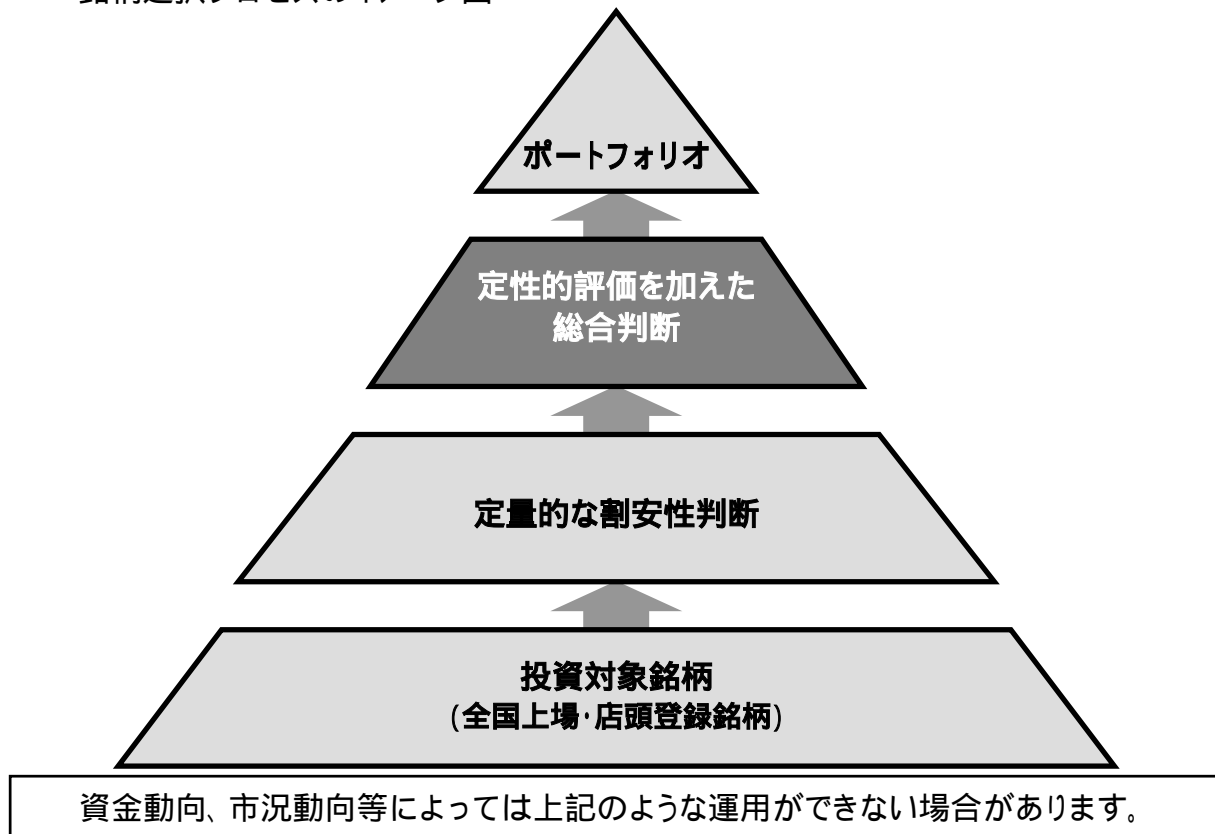 ポートフォリオ
定性的評価を加えた
総合判断
定量的な割安性判断
投資対象銘柄
(全国上場・店頭登録銘柄)
資金動向、市況動向等によっては上記のような運用ができない場合があります。